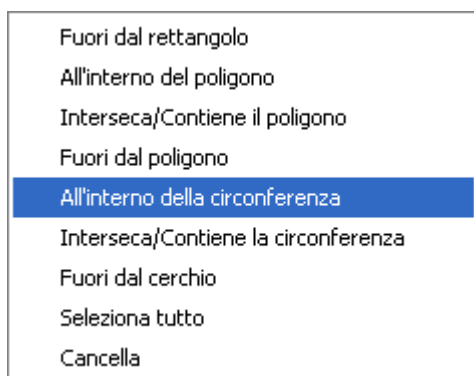 Fuori dal rettangolo
All'interno del poligono
Interseca/Contiene il poligono
Fuori dal poligono
All'interno della circonferenza
Interseca/Contiene la circonferenza
Fuori dal cerchio
Seleziona tutto
Cancella